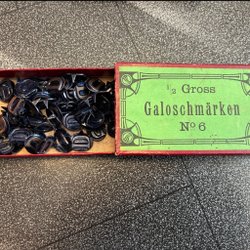 ½ Gross
Galoschmärken
Nº 6